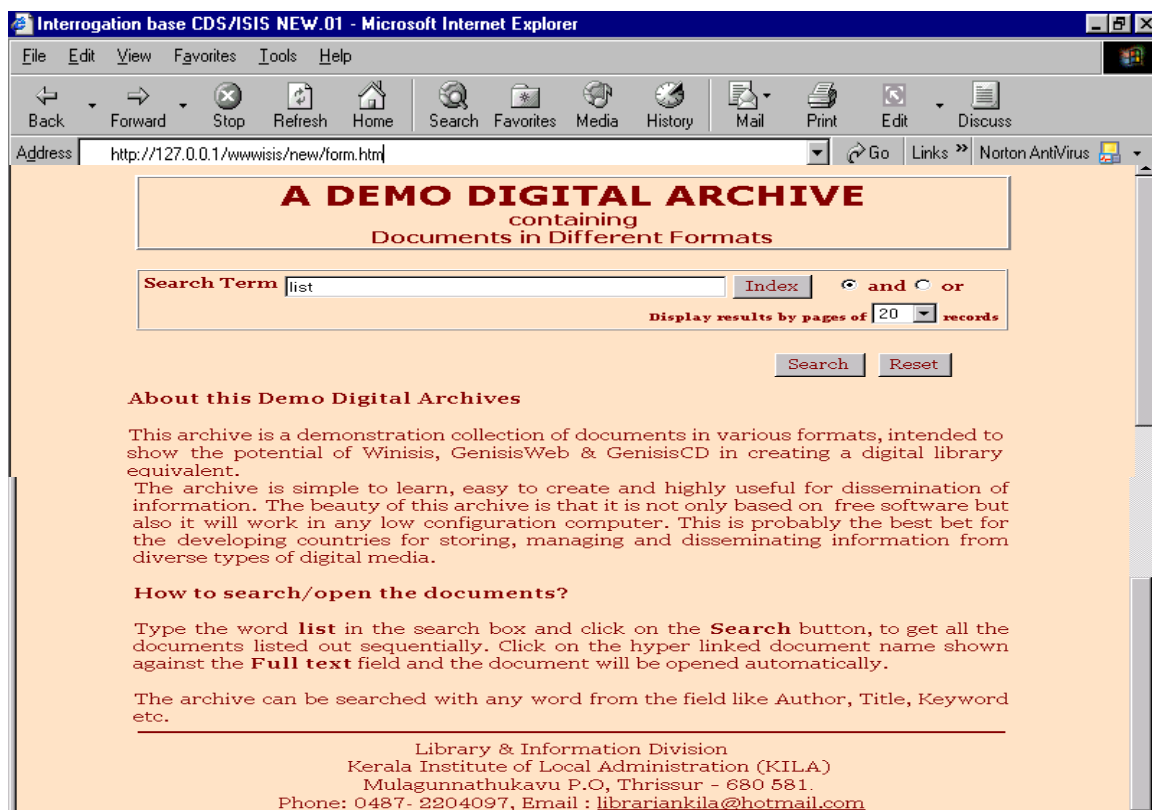 Interrogation base CDS/ISIS NEW.01 - Microsoft Internet Explorer
File Edit View Favorites Tools Help
Back Forward Stop Refresh Home Search Favorites Media History Mail Print Edit Discuss
Address http://127.0.0.1/wwwisis/new/form.htm Go Links » Norton AntiVirus
A DEMO DIGITAL ARCHIVE
containing
Documents in Different Formats
Search Term list Index and or
Display results by pages of 20 records
Search Reset
About this Demo Digital Archives
This archive is a demonstration collection of documents in various formats, intended to
show the potential of Winisis, GenisisWeb & GenisisCD in creating a digital library
equivalent.
The archive is simple to learn, easy to create and highly useful for dissemination of
information. The beauty of this archive is that it is not only based on free software but
also it will work in any low configuration computer. This is probably the best bet for
the developing countries for storing, managing and disseminating information from
diverse types of digital media.
How to search/open the documents?
Type the word list in the search box and click on the Search button, to get all the
documents listed out sequentially. Click on the hyper linked document name shown
against the Full text field and the document will be opened automatically.
The archive can be searched with any word from the field like Author, Title, Keyword
etc.
Library & Information Division
Kerala Institute of Local Administration (KILA)
Mulagunnathukavu P.O, Thrissur - 680 581.
Phone: 0487- 2204097, Email : librariankila@hotmail.com